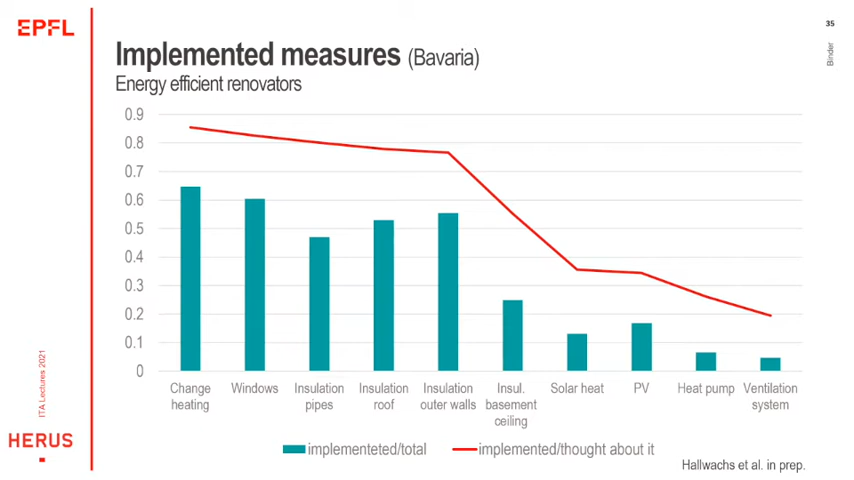 EPFL
35
Binder
Implemented measures (Bavaria)
Energy efficient renovators
0.9
0.8
0.7
0.6
0.5
0.4
0.3
0.2
0.1
0
Change
heating
Windows
Insulation
pipes
Insulation
roof
Insulation
outer walls
Insul.
basement
ceiling
Solar heat
PV
Heat pump
Ventilation
system
implementeted/total
implemented/thought about it
Hallwachs et al. in prep.
ITA Lectures 2021
HERUS